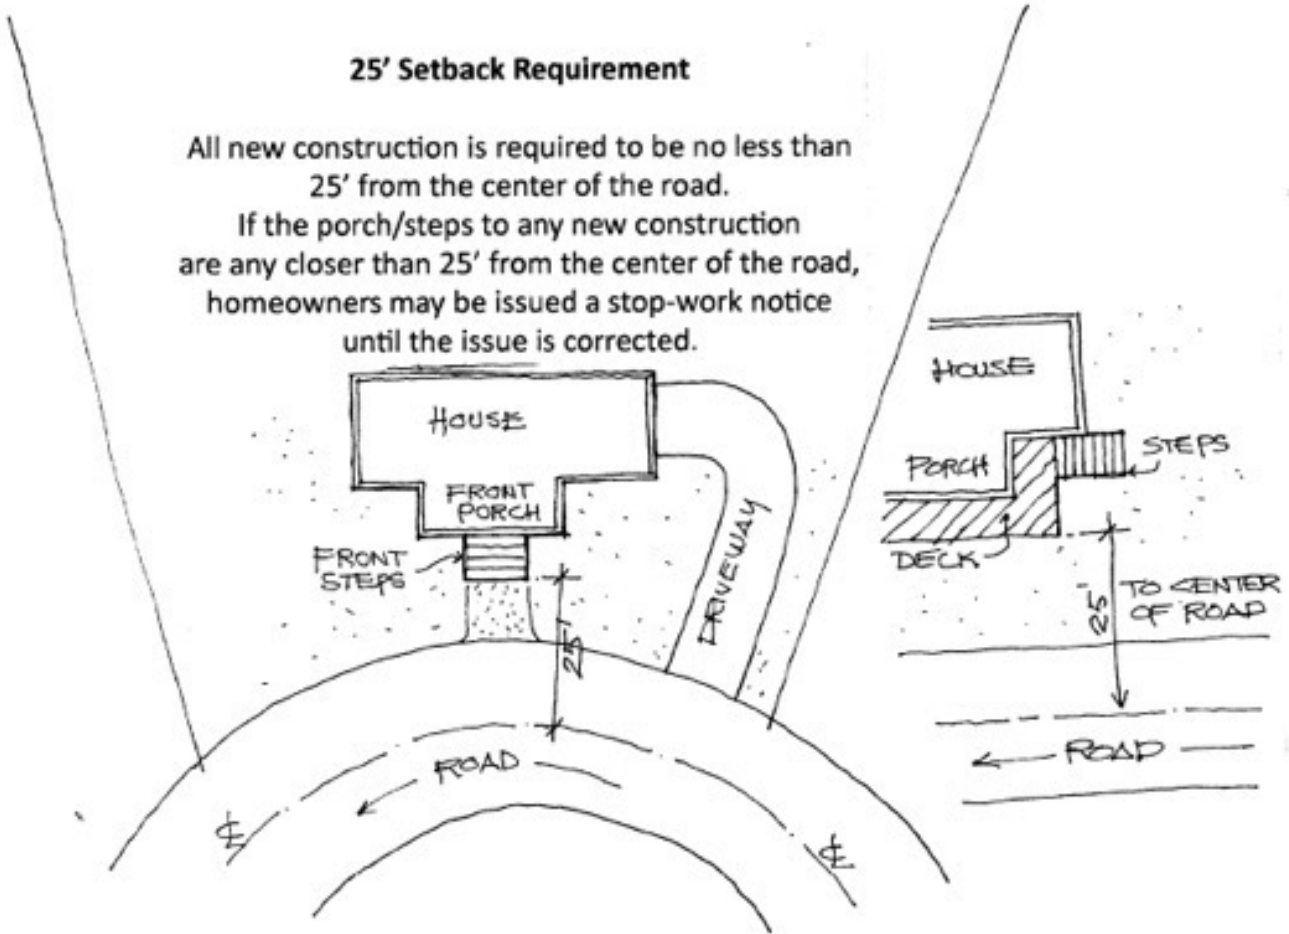 25' Setback Requirement
All new construction is required to be no less than
25' from the center of the road.
If the porch/steps to any new construction
are any closer than 25' from the center of the road,
homeowners may be issued a stop-work notice
until the issue is corrected.
HOUSE
FRONT
PORCH
FRONT
STEPS
DRIVEWAY
25'
ROAD
℄
℄
HOUSE
PORCH
STEPS
DECK
25'
TO CENTER
OF ROAD
ROAD